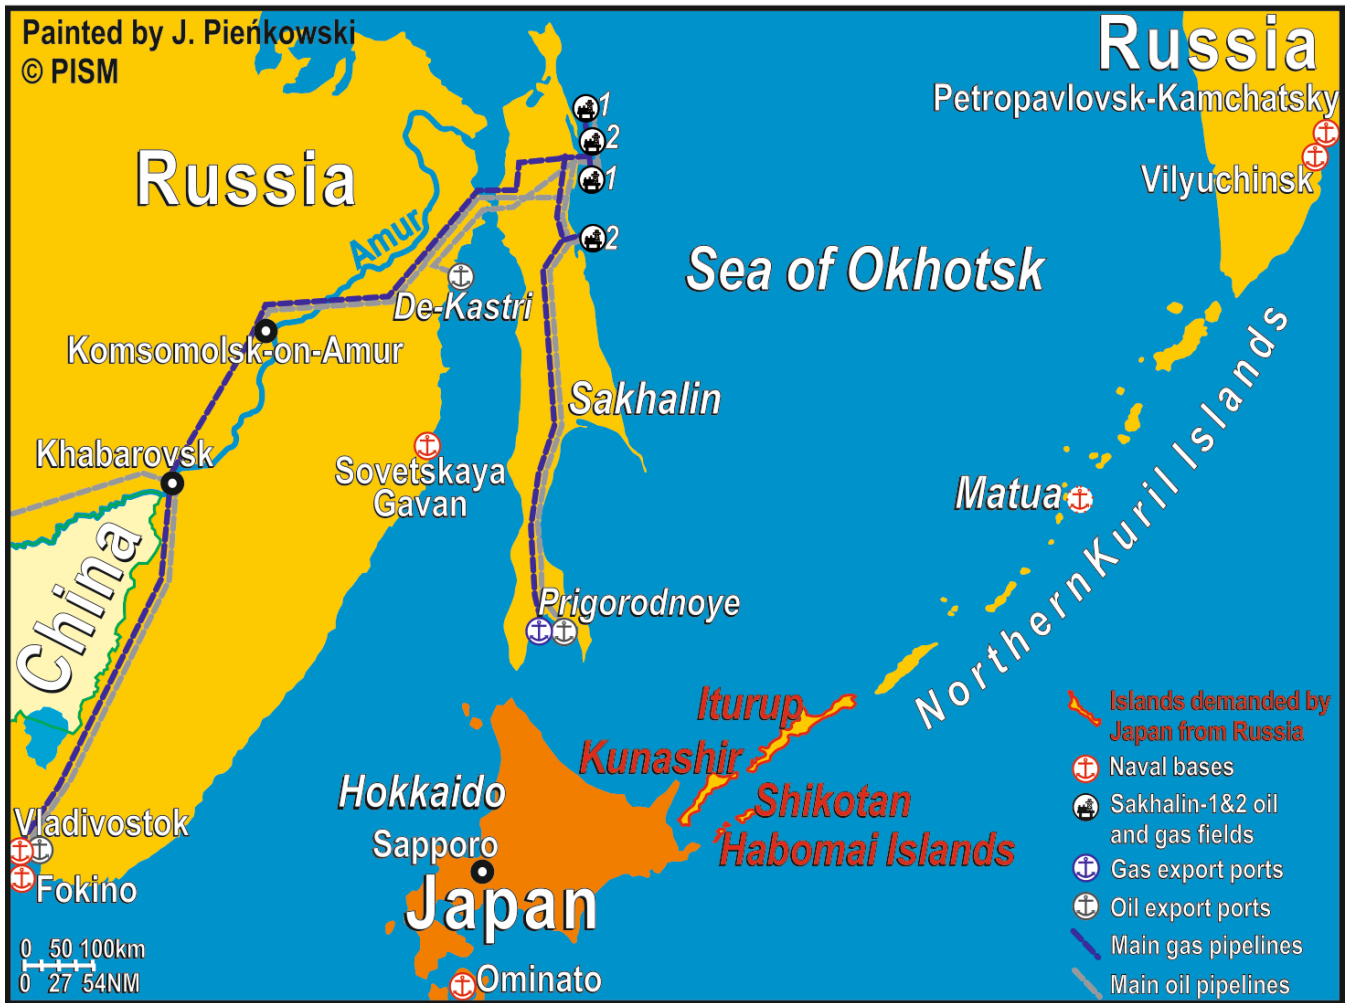 Painted by J. Pieńkowski
© PISM
Russia
Petropavlovsk-Kamchatsky
Vilyuchinsk
1
2
1
2
Russia
Amur
Sea of Okhotsk
De-Kastri
Komsomolsk-on-Amur
Sakhalin
Khabarovsk
Sovetskaya
Gavan
Matua
Northern Kuril Islands
China
Prigorodnoye
Iturup
Kunashir
Shikotan
Habomai Islands
Hokkaido
Sapporo
Japan
Vladivostok
Fokino
Ominato
0 50 100km
0 27 54NM
Islands demanded by
Japan from Russia
Naval bases
Sakhalin-1&2 oil
and gas fields
Gas export ports
Oil export ports
Main gas pipelines
Main oil pipelines